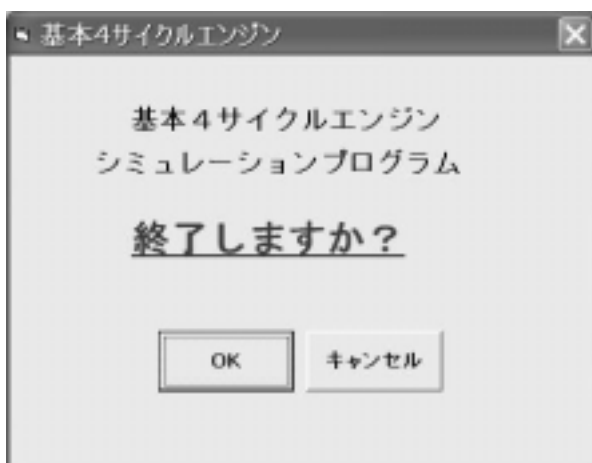 基本4サイクルエンジン
基本４サイクルエンジン
シミュレーションプログラム
終了しますか？
OK
キャンセル